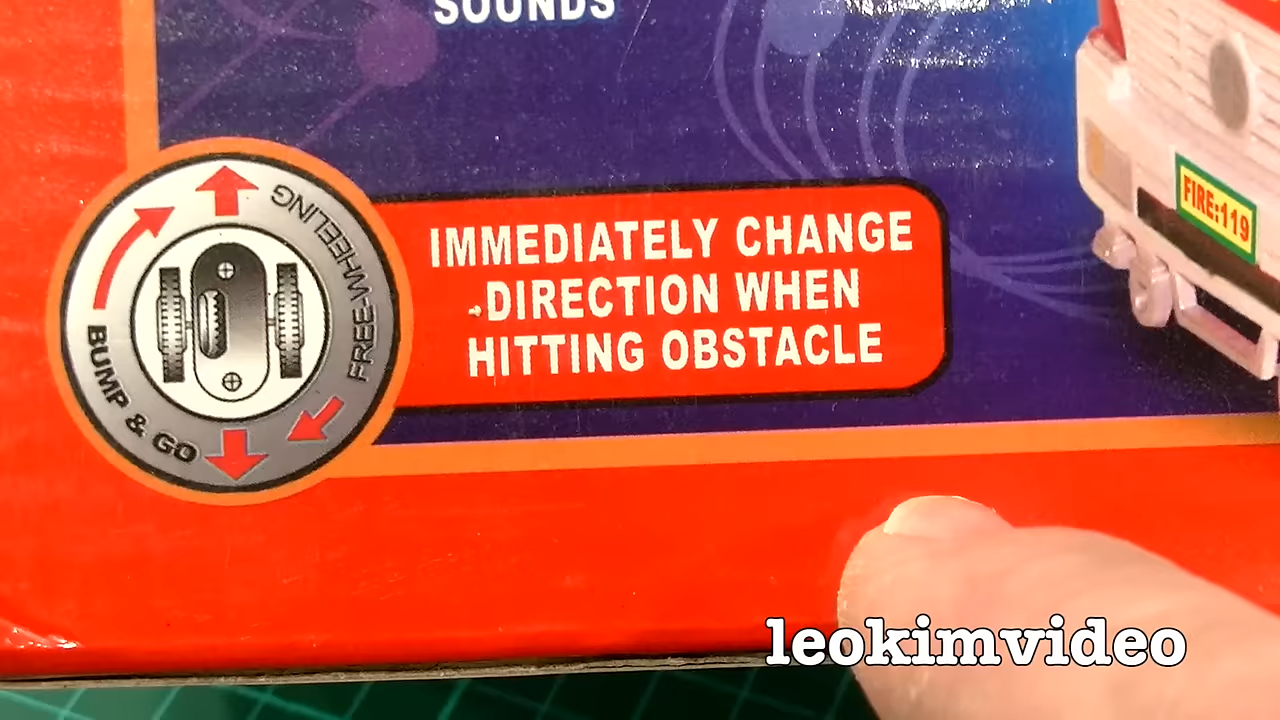 SOUNDS
FREE-WHEELING
BUMP & GO
IMMEDIATELY CHANGE
DIRECTION WHEN
HITTING OBSTACLE
FIRE:119
leokimvideo